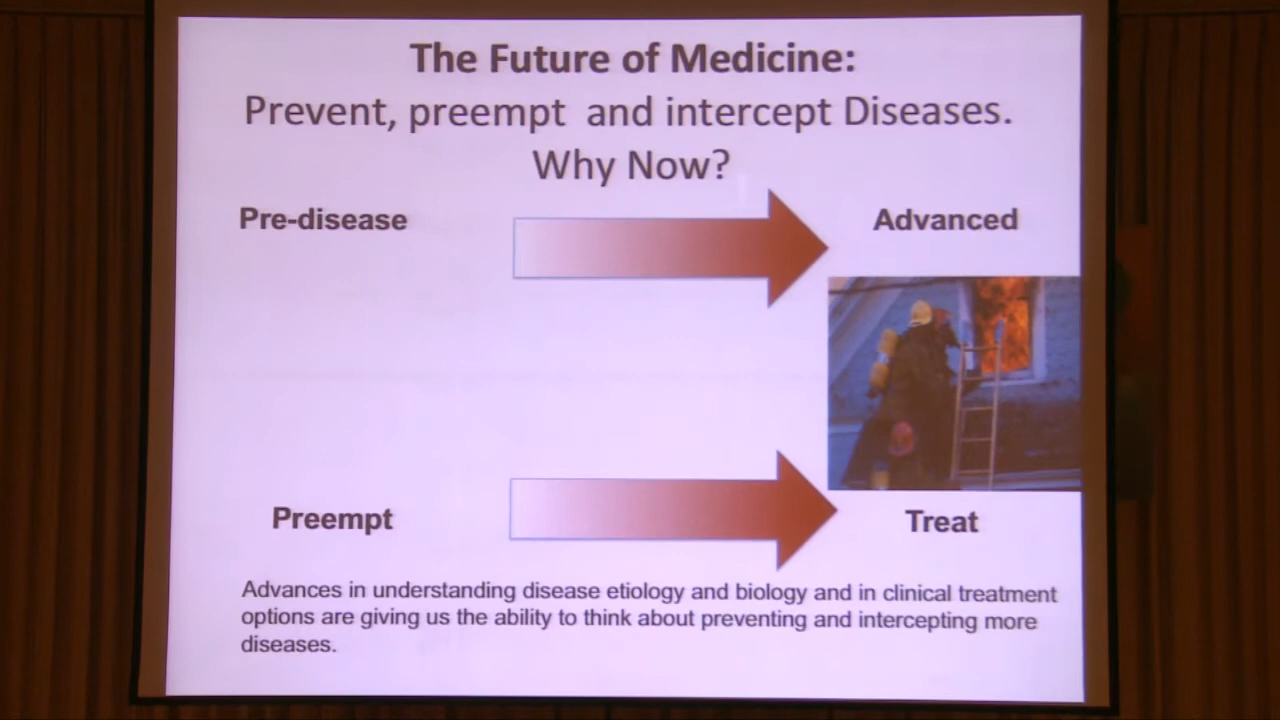 The Future of Medicine:
Prevent, preempt and intercept Diseases.
Why Now?
Pre-disease
Advanced
Preempt
Treat
Advances in understanding disease etiology and biology and in clinical treatment
options are giving us the ability to think about preventing and intercepting more
diseases.